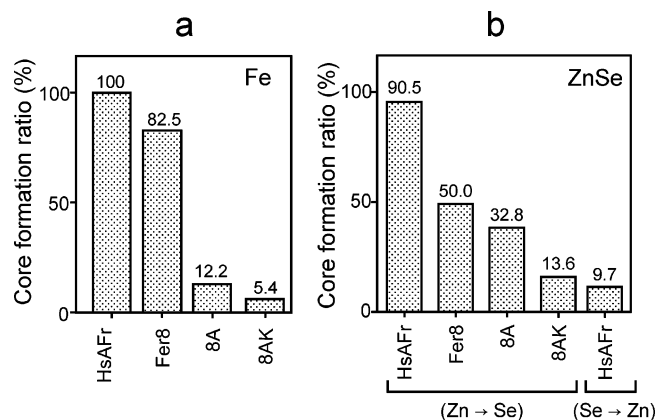 a
Fe
Core formation ratio (%)
100
50
0
100
82.5
12.2
5.4
HsAFr
Fer8
8A
8AK
b
ZnSe
Core formation ratio (%)
100
50
0
90.5
50.0
32.8
13.6
9.7
HsAFr
Fer8
8A
8AK
HsAFr
(Zn → Se)
(Se → Zn)